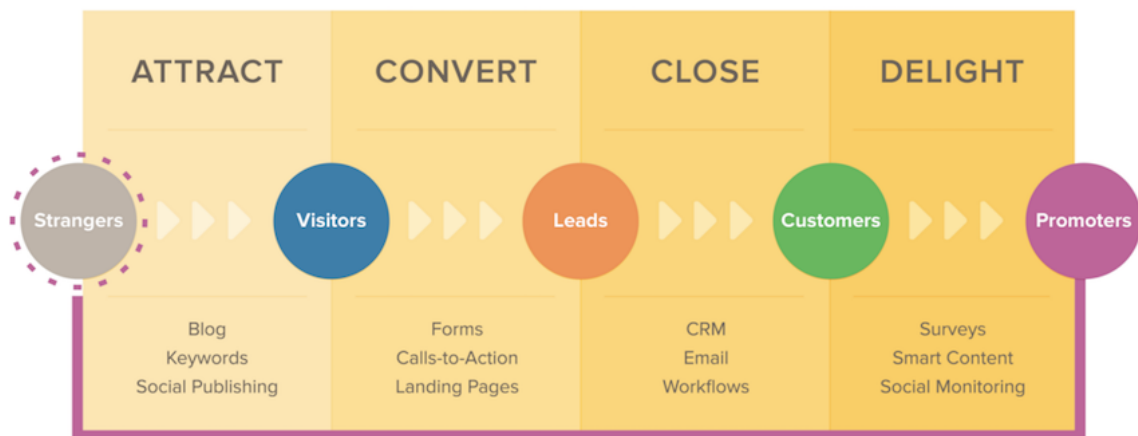 ATTRACT
CONVERT
CLOSE
DELIGHT
Strangers
Visitors
Leads
Customers
Promoters
Blog
Keywords
Social Publishing
Forms
Calls-to-Action
Landing Pages
CRM
Email
Workflows
Surveys
Smart Content
Social Monitoring